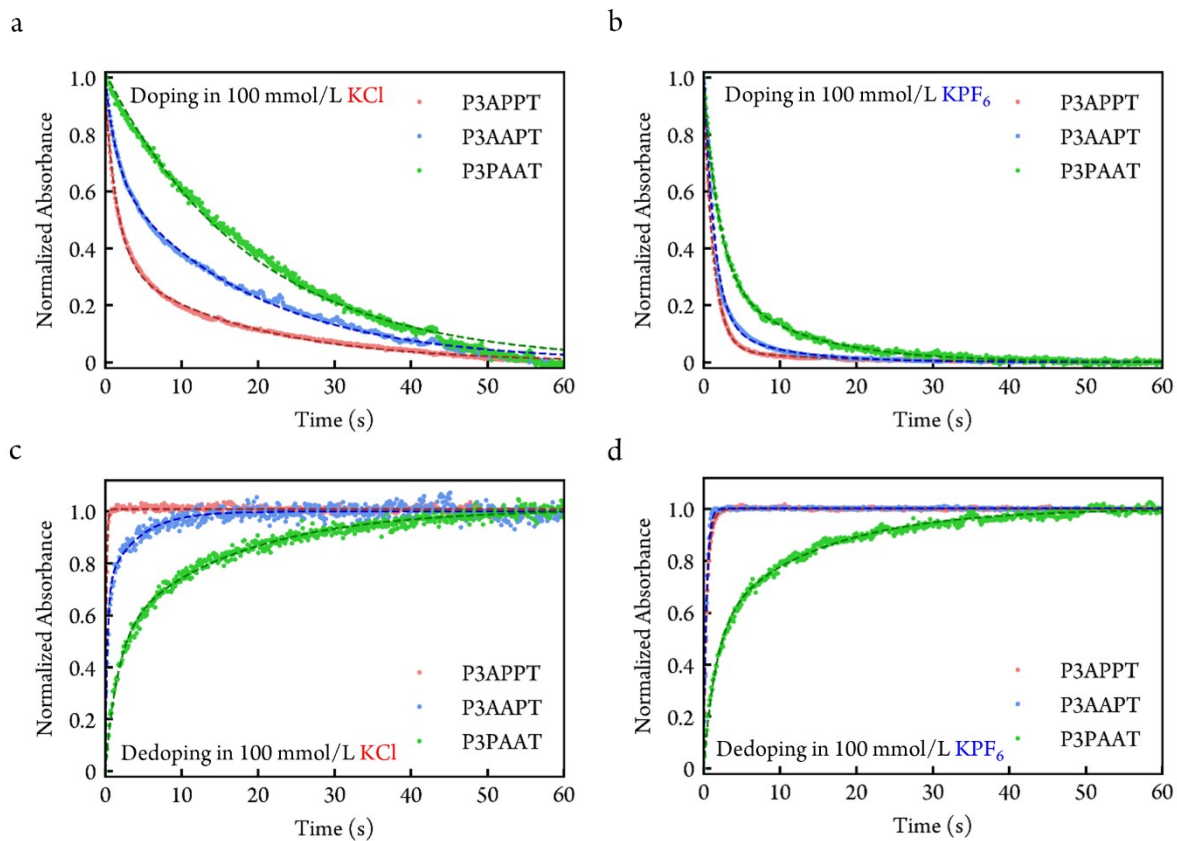 a
Doping in 100 mmol/L KCl
P3APPT
P3AAPT
P3PAAT
Normalized Absorbance
1.0
0.8
0.6
0.4
0.2
0
0 10 20 30 40 50 60
Time (s)
b
Doping in 100 mmol/L KPF₆
P3APPT
P3AAPT
P3PAAT
Normalized Absorbance
1.0
0.8
0.6
0.4
0.2
0
0 10 20 30 40 50 60
Time (s)
c
Normalized Absorbance
1.0
0.8
0.6
0.4
0.2
0
P3APPT
P3AAPT
P3PAAT
Dedoping in 100 mmol/L KCl
0 10 20 30 40 50 60
Time (s)
d
Normalized Absorbance
1.0
0.8
0.6
0.4
0.2
0
P3APPT
P3AAPT
P3PAAT
Dedoping in 100 mmol/L KPF₆
0 10 20 30 40 50 60
Time (s)